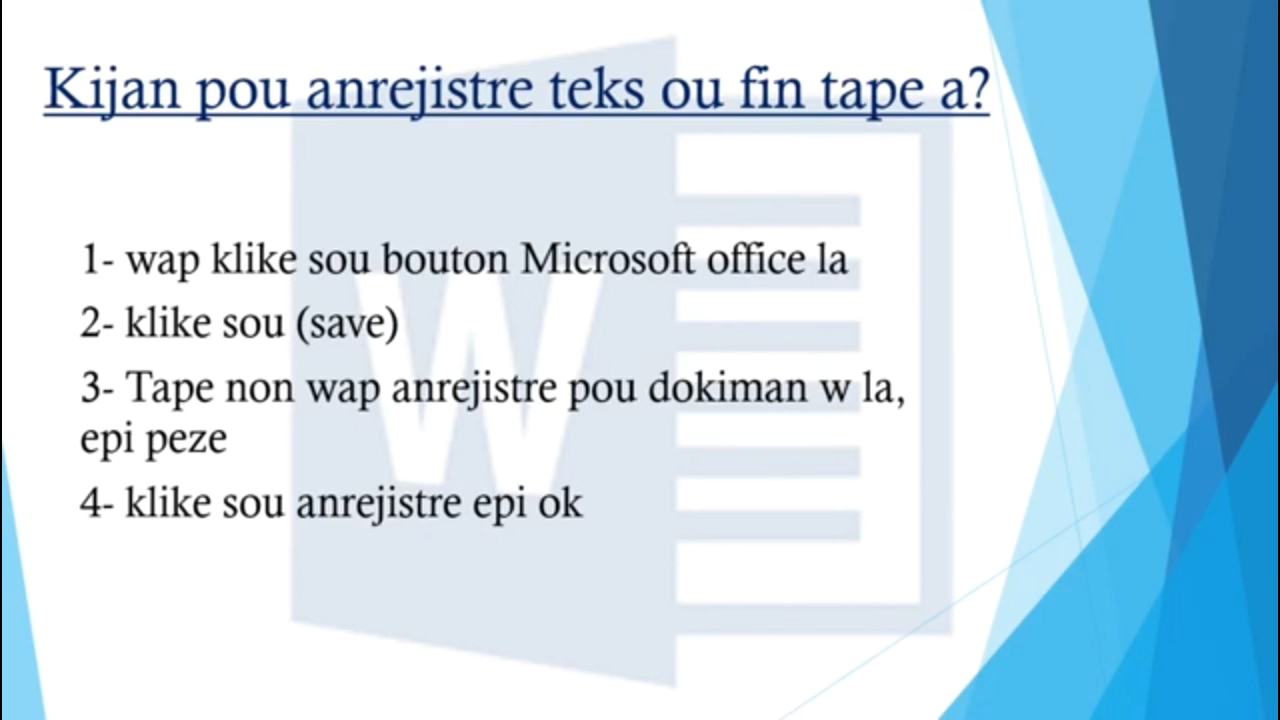 Kijan pou anrejistre teks ou fin tape a?
1- wap klike sou bouton Microsoft office la
2- klike sou (save)
3- Tape non wap anrejistre pou dokiman w la,
epi peze
4- klike sou anrejistre epi ok
W